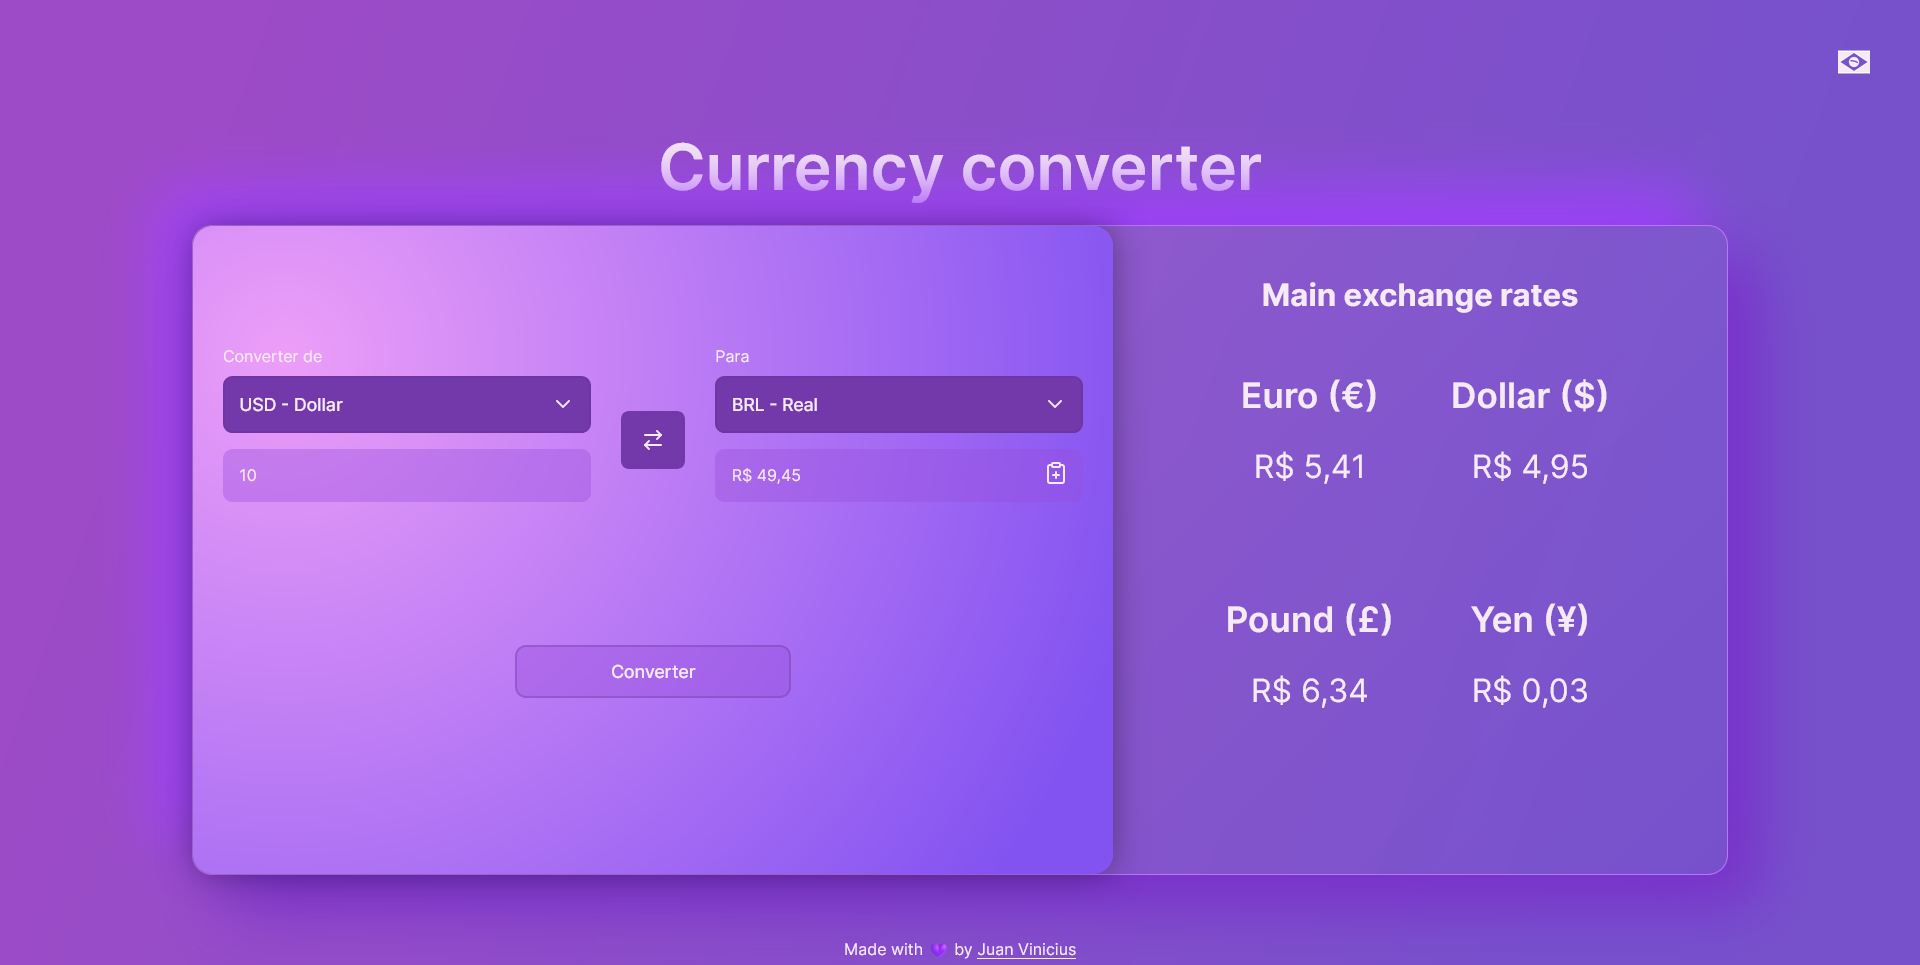 Currency converter
Converter de
USD - Dollar
10
Para
BRL - Real
R$ 49,45
Converter
Main exchange rates
Euro (€)
R$ 5,41
Dollar ($)
R$ 4,95
Pound (£)
R$ 6,34
Yen (¥)
R$ 0,03
Made with 💜 by Juan Vinicius